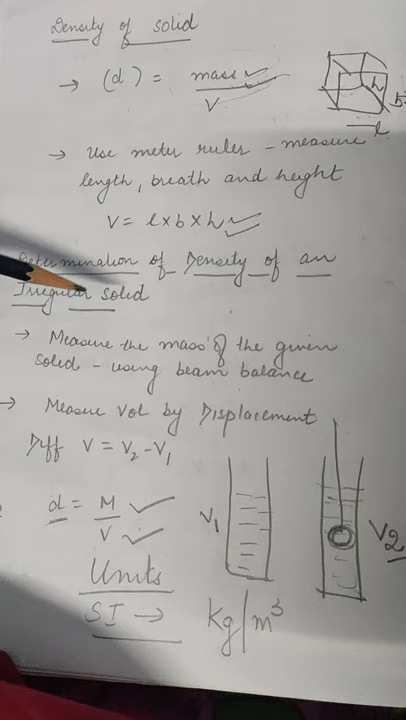 Density of solid
→ (d) = mass
V
h
b
l
→ Use meter ruler - measure
length, breath and height
V = l x b x h
Determination of Density of an
Irregular solid
→ Measure the mass of the given
solid - using beam balance
→ Measure Vol by Displacement
Diff V = V2 - V1
d = M
V
V1
V2
Units
SI → kg/m³